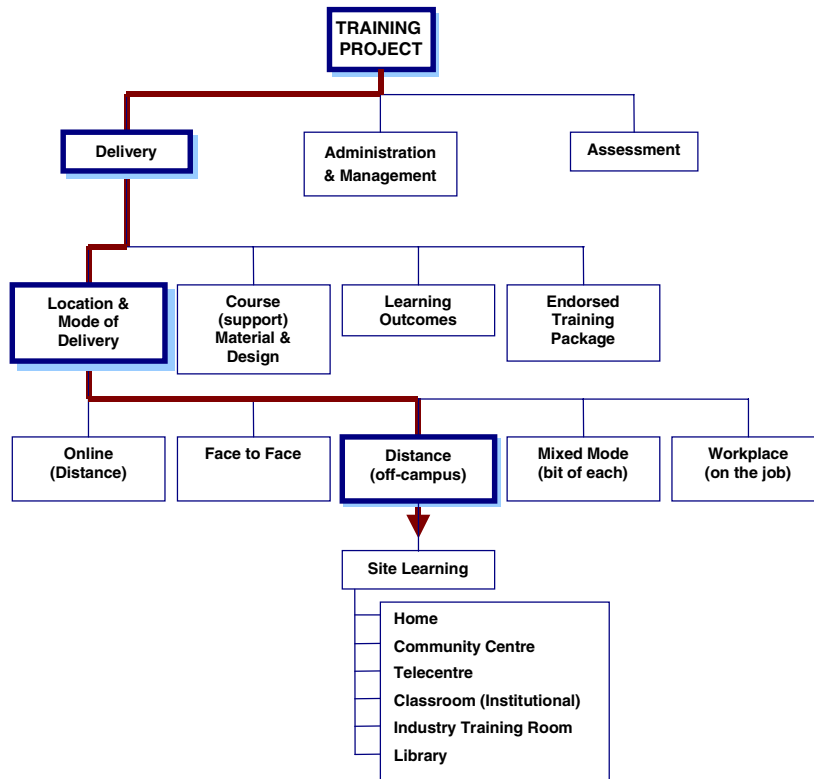 TRAINING
PROJECT
Delivery
Administration
& Management
Assessment
Location &
Mode of
Delivery
Course
(support)
Material &
Design
Learning
Outcomes
Endorsed
Training
Package
Online
(Distance)
Face to Face
Distance
(off-campus)
Mixed Mode
(bit of each)
Workplace
(on the job)
Site Learning
Home
Community Centre
Telecentre
Classroom (Institutional)
Industry Training Room
Library